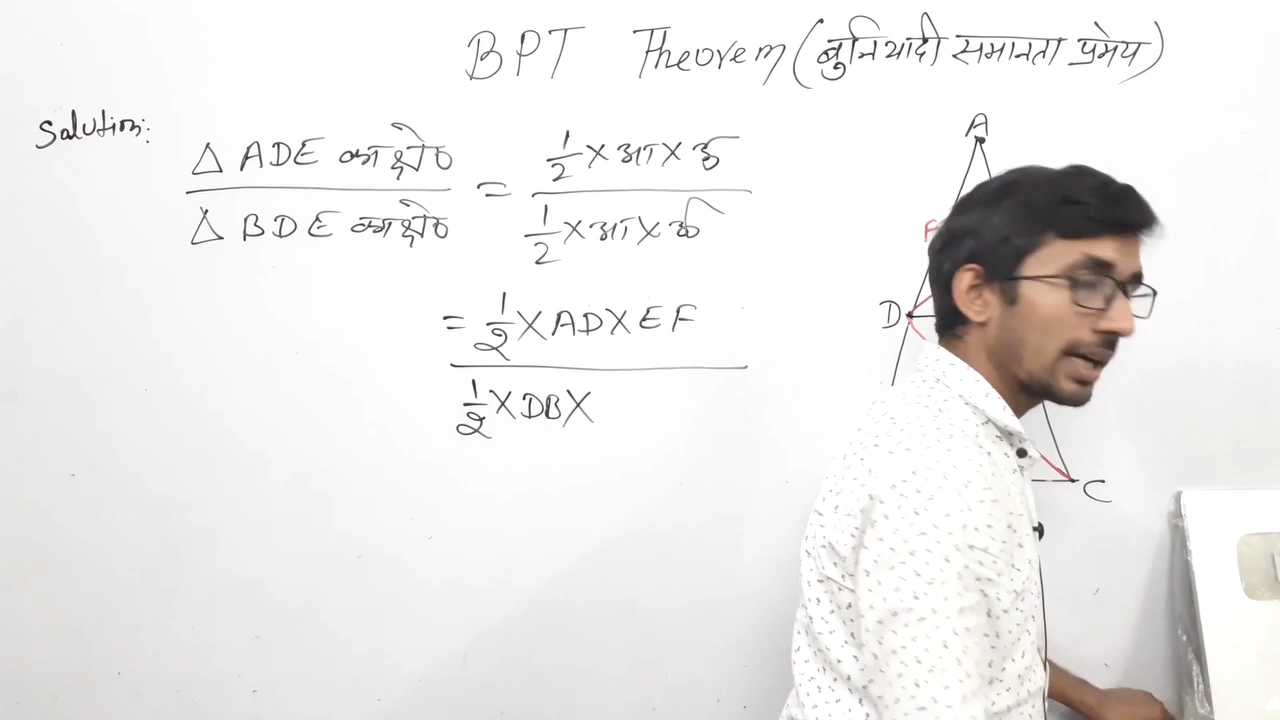 BPT Theorem (बुनियादी समानता प्रमेय)
Solution:
△ ADE का क्षे० = 1/2 × आ × ऊँ
△ BDE का क्षे० 1/2 × आ × ऊँ
= 1/2 × AD × EF
1/2 × DB ×
A
F
D
C